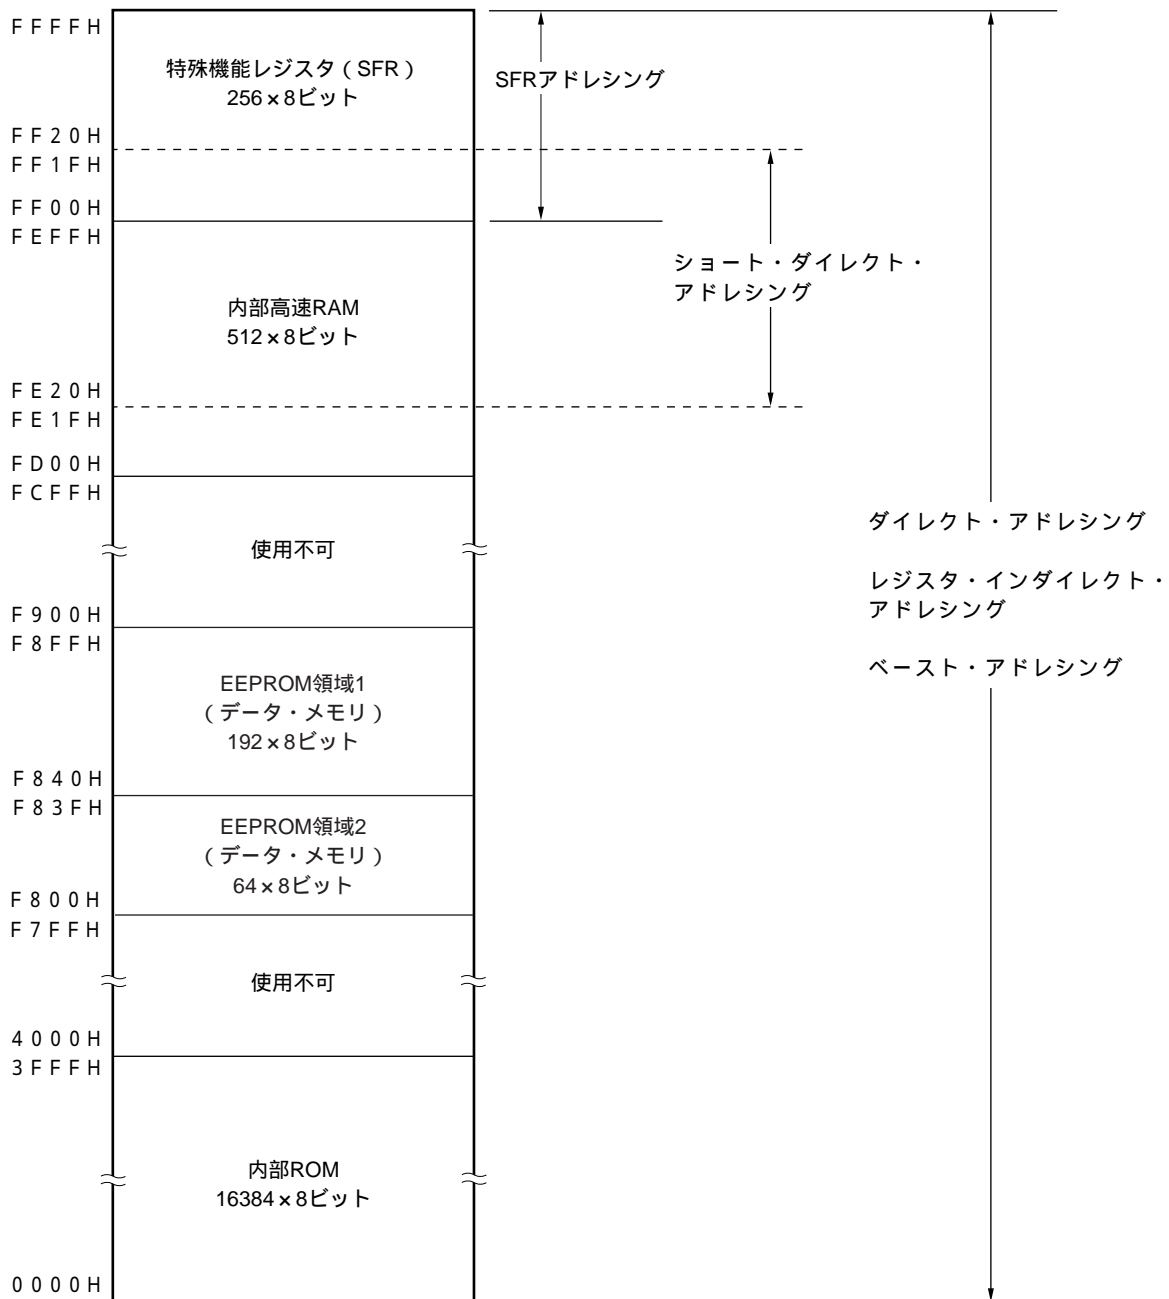 FFFFH
特殊機能レジスタ（SFR）
256×8ビット
SFRアドレシング
FF20H
FF1FH
FF00H
FEFFH
ショート・ダイレクト・
アドレシング
内部高速RAM
512×8ビット
FE20H
FE1FH
FD00H
FCFFH
使用不可
ダイレクト・アドレシング
レジスタ・インダイレクト・
アドレシング
ベースト・アドレシング
F900H
F8FFH
EEPROM領域1
（データ・メモリ）
192×8ビット
F840H
F83FH
EEPROM領域2
（データ・メモリ）
64×8ビット
F800H
F7FFH
使用不可
4000H
3FFFH
内部ROM
16384×8ビット
0000H